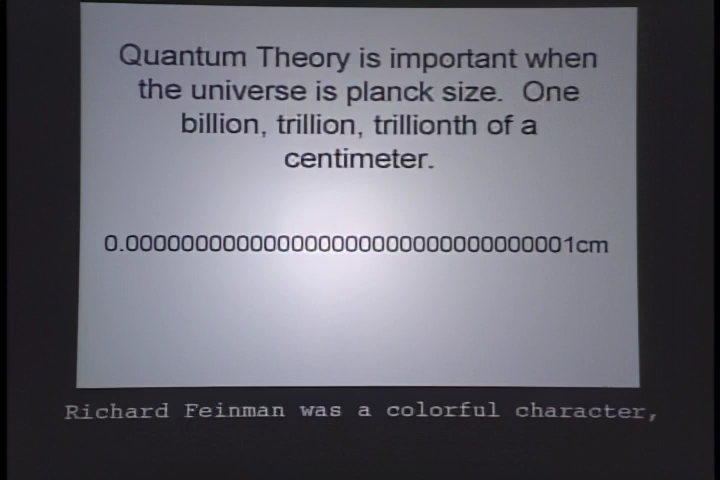 Quantum Theory is important when
the universe is planck size. One
billion, trillion, trillionth of a
centimeter.
0.000000000000000000000000000000001cm
Richard Feinman was a colorful character,